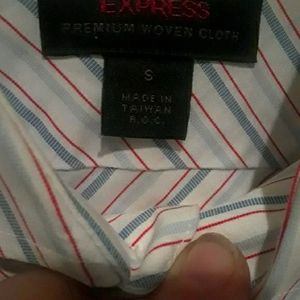 EXPRESS
PREMIUM WOVEN CLOTH
S
MADE IN
TAIWAN
R.O.C.